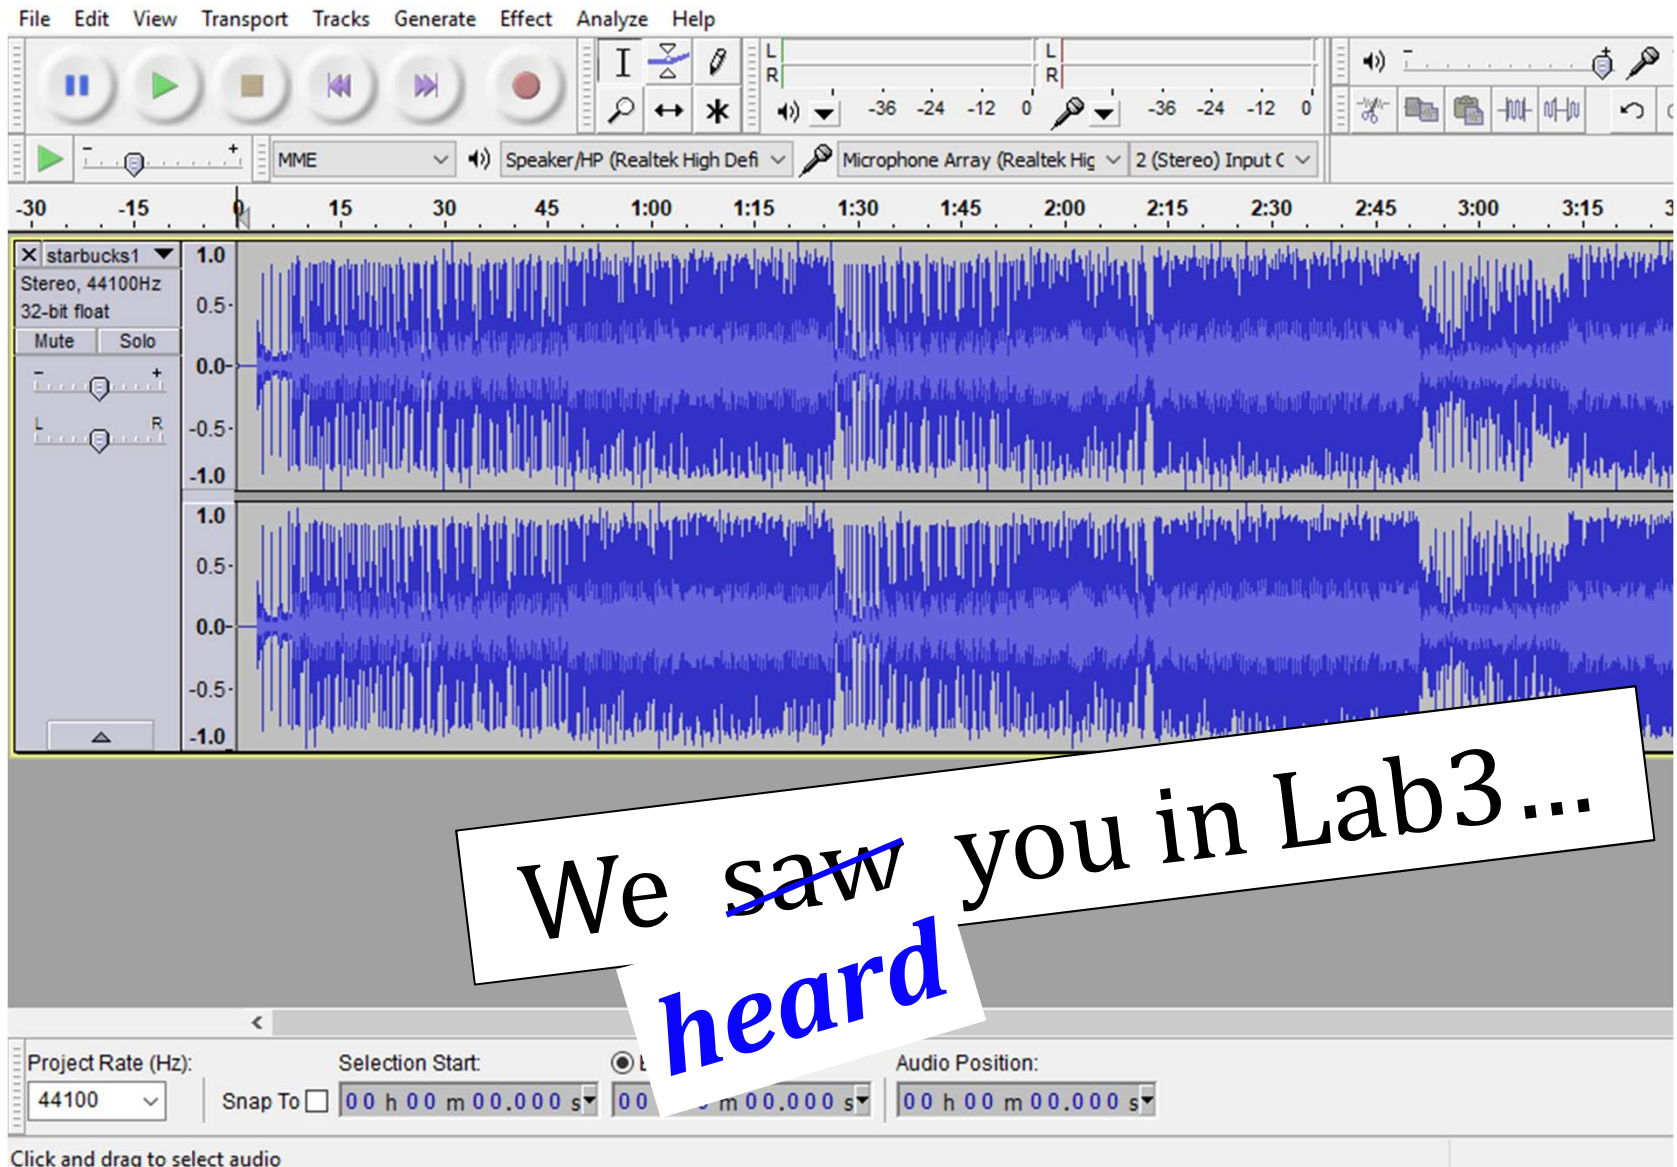 File Edit View Transport Tracks Generate Effect Analyze Help
L
R
-36 -24 -12 0
L
R
-36 -24 -12 0
MME
Speaker/HP (Realtek High Defi
Microphone Array (Realtek Hig
2 (Stereo) Input C
-30 -15 0 15 30 45 1:00 1:15 1:30 1:45 2:00 2:15 2:30 2:45 3:00 3:15
starbucks1
Stereo, 44100Hz
32-bit float
Mute Solo
- +
L R
1.0
0.5
0.0
-0.5
-1.0
1.0
0.5
0.0
-0.5
-1.0
We saw you in Lab3...
heard
Project Rate (Hz):
44100
Snap To
Selection Start:
00 h 00 m 00.000 s
m 00.000 s
Audio Position:
00 h 00 m 00.000 s
Click and drag to select audio